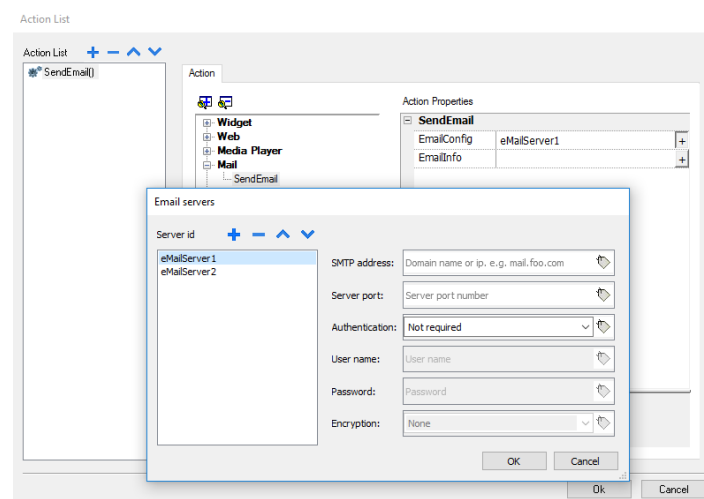 Action List
Action List
SendEmail()
Action
Widget
Web
Media Player
Mail
SendEmail
Action Properties
SendEmail
EmailConfig eMailServer1 +
EmailInfo +
Email servers
Server id
eMailServer1
eMailServer2
SMTP address: Domain name or ip. e.g. mail.foo.com
Server port: Server port number
Authentication: Not required
User name: User name
Password: Password
Encryption: None
OK Cancel
Ok Cancel